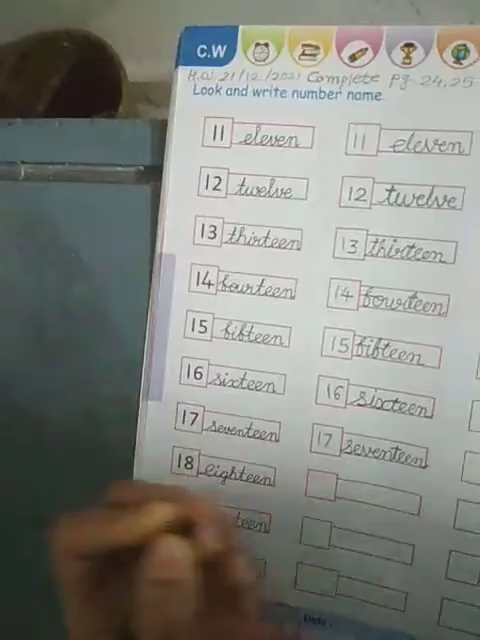 C.W
H.W 21/12/2021 Complete Pg. 24,25
Look and write number name
11 eleven 11 eleven
12 twelve 12 twelve
13 thirteen 13 thirteen
14 fourteen 14 fourteen
15 fifteen 15 fifteen
16 sixteen 16 sixteen
17 seventeen 17 seventeen
18 eighteen
teen